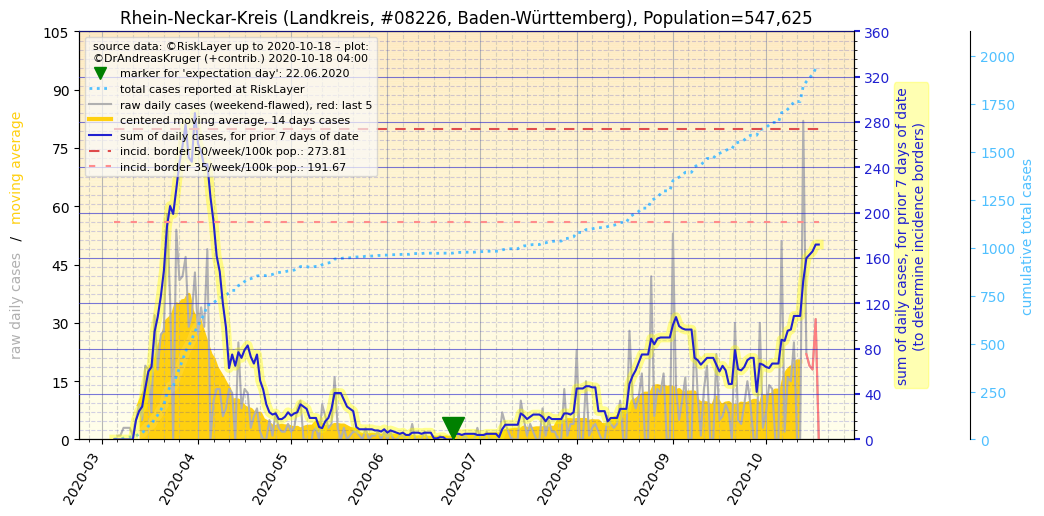 Rhein-Neckar-Kreis (Landkreis, #08226, Baden-Württemberg), Population=547,625
source data: ©RiskLayer up to 2020-10-18 – plot:
©DrAndreasKruger (+contrib.) 2020-10-18 04:00
marker for 'expectation day': 22.06.2020
total cases reported at RiskLayer
raw daily cases (weekend-flawed), red: last 5
centered moving average, 14 days cases
sum of daily cases, for prior 7 days of date
incid. border 50/week/100k pop.: 273.81
incid. border 35/week/100k pop.: 191.67
raw daily cases / moving average
105
90
75
60
45
30
15
0
360
320
280
240
200
160
120
80
40
0
sum of daily cases, for prior 7 days of date
(to determine incidence borders)
2000
1750
1500
1250
1000
750
500
250
0
cumulative total cases
2020-03
2020-04
2020-05
2020-06
2020-07
2020-08
2020-09
2020-10